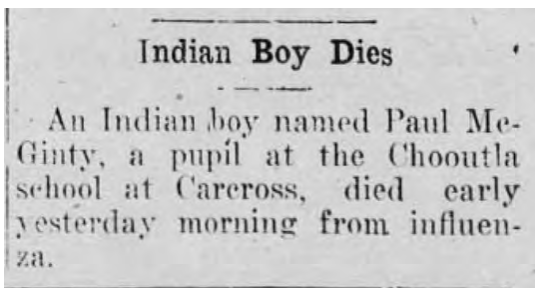 Indian Boy Dies
An Indian boy named Paul Mc-
Ginty, a pupil at the Chooutla
school at Carcross, died early
yesterday morning from influen-
za.